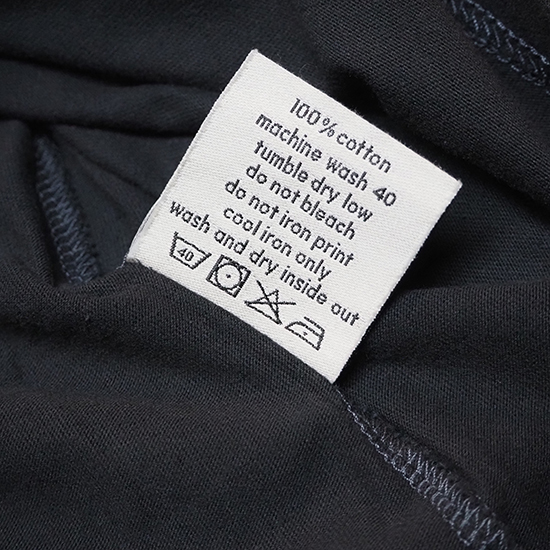 100% cotton
machine wash 40
tumble dry low
do not bleach
do not iron print
cool iron only
wash and dry inside out
40